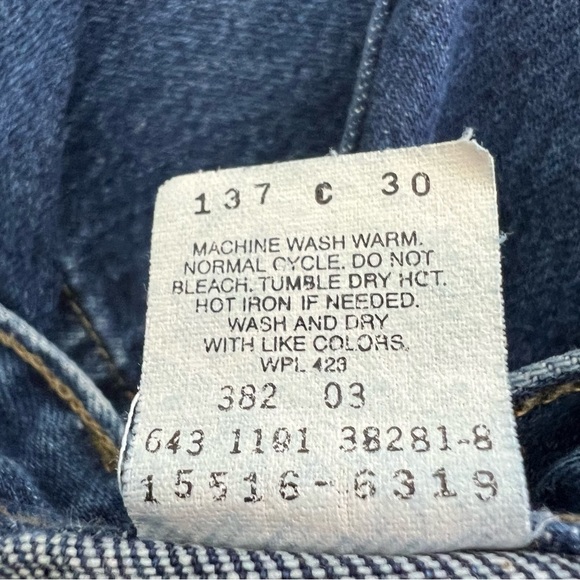 137 C 30
MACHINE WASH WARM.
NORMAL CYCLE. DO NOT
BLEACH. TUMBLE DRY HOT.
HOT IRON IF NEEDED.
WASH AND DRY
WITH LIKE COLORS.
WPL 423
382 03
643 1191 38281-8
15516-6319